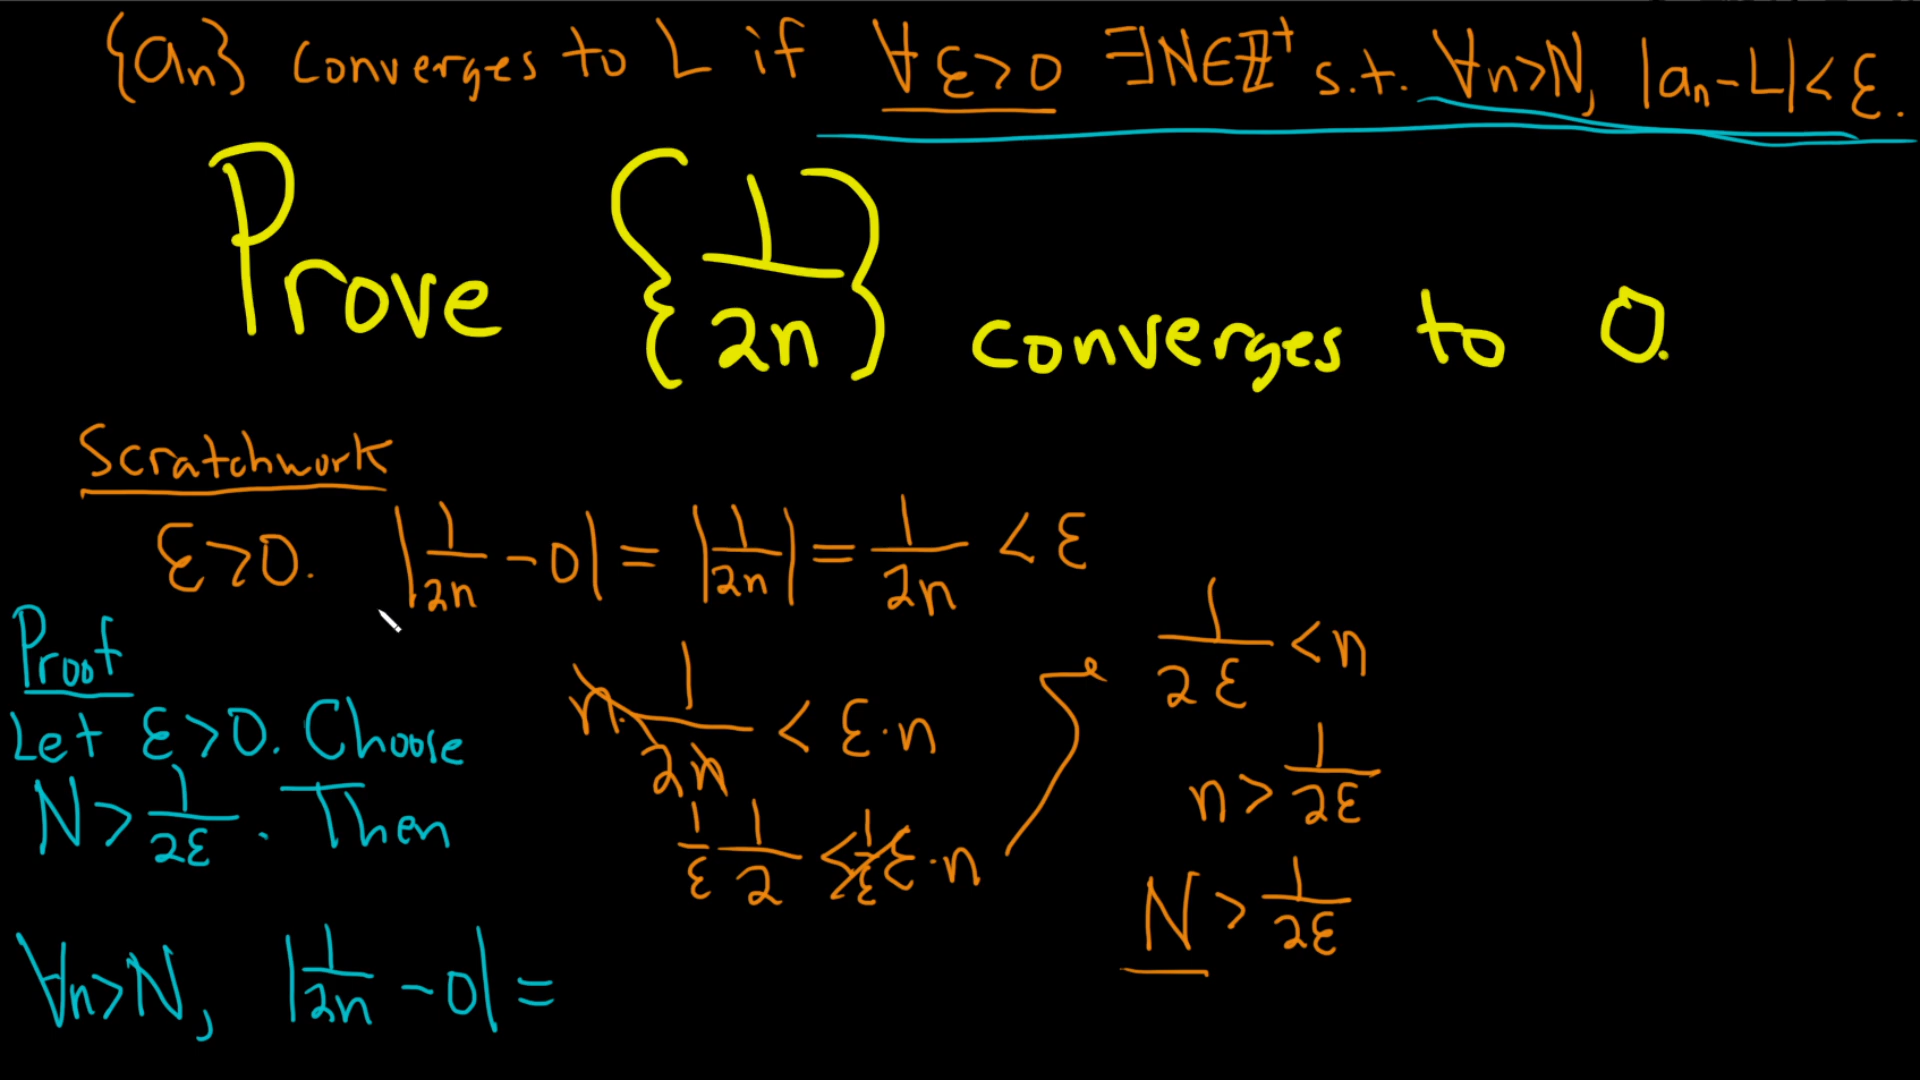 {aₙ} converges to L if ∀ε>0 ∃N∈ℤ⁺ s.t. ∀n>N, |aₙ-L|<ε.
Prove {1/2n} converges to 0.
Scratchwork
ε>0. |1/2n - 0| = |1/2n| = 1/2n < ε
n · 1/2n < ε·n
1/ε 1/2 < 1/ε ε·n
1/2ε < n
n > 1/2ε
N > 1/2ε
Proof
Let ε>0. Choose
N > 1/2ε. Then
∀n>N, |1/2n - 0| =